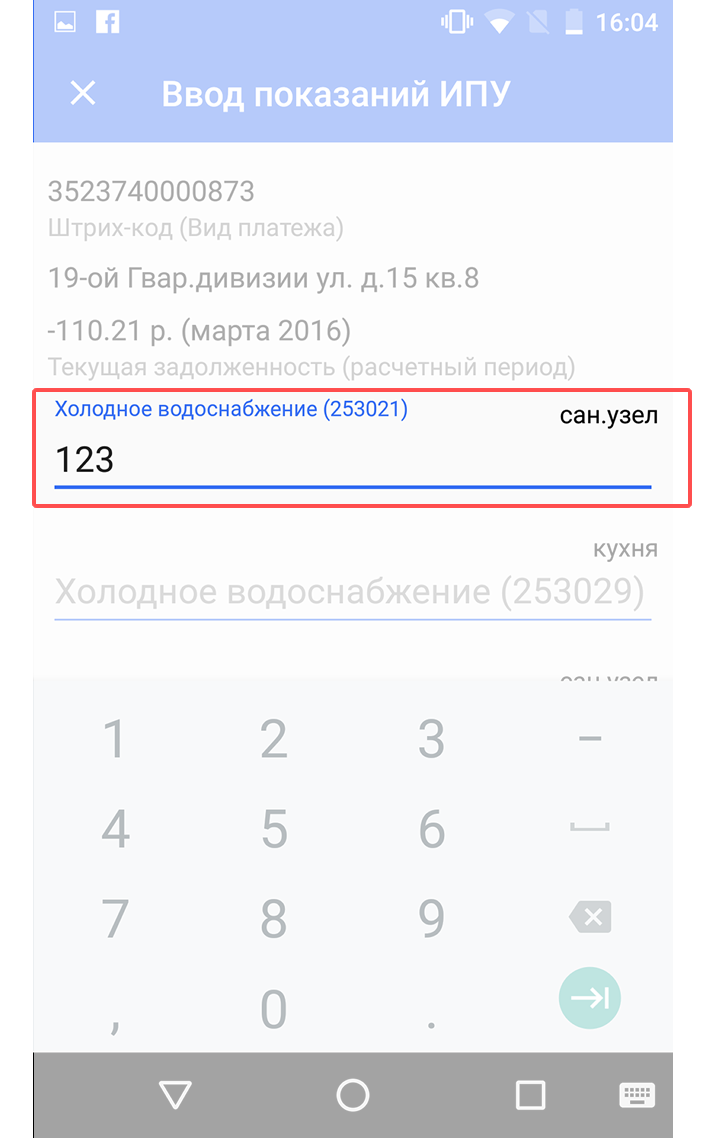 16:04
Ввод показаний ИПУ
3523740000873
Штрих-код (Вид платежа)
19-ой Гвар.дивизии ул. д.15 кв.8
-110.21 р. (марта 2016)
Текущая задолженность (расчетный период)
Холодное водоснабжение (253021)
сан.узел
123
кухня
Холодное водоснабжение (253029)
сан.узел
1 2 3 -
4 5 6
7 8 9
, 0 .